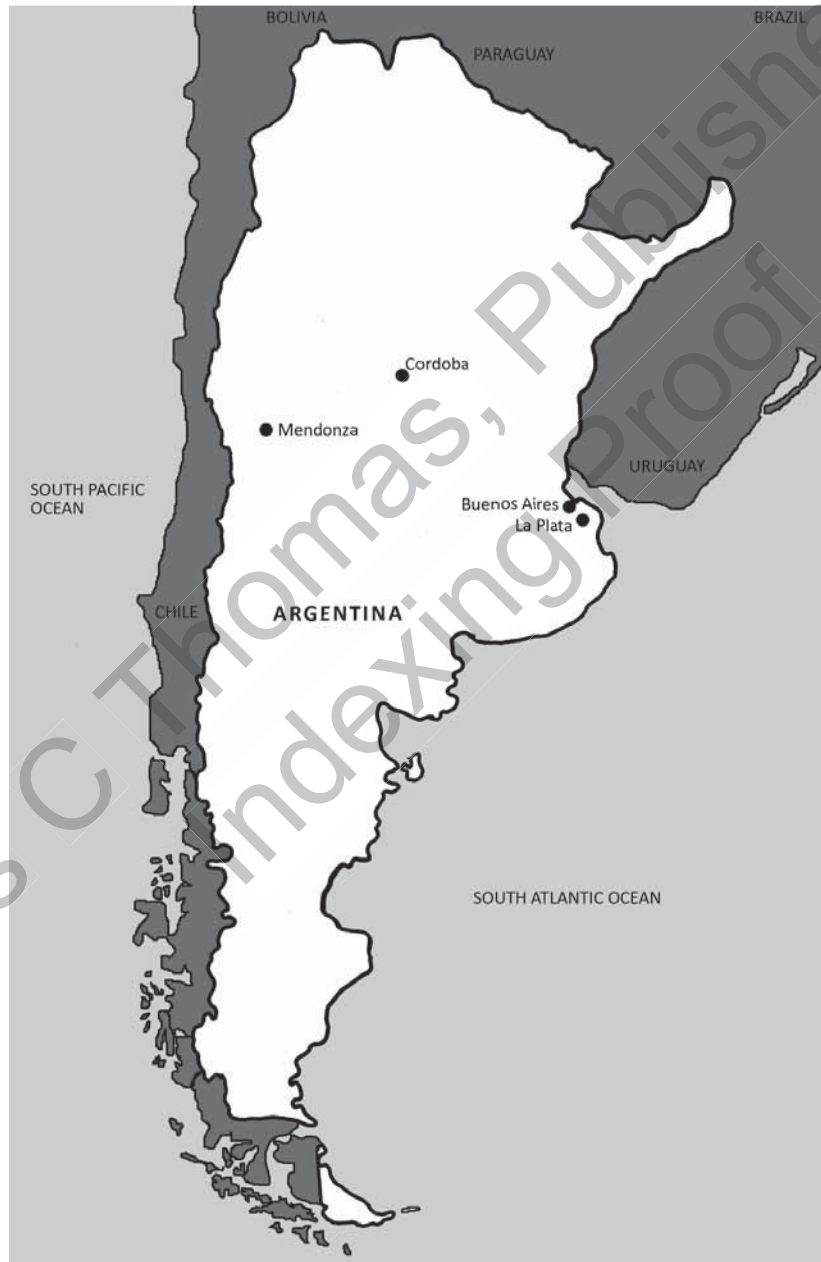 BOLIVIA
BRAZIL
PARAGUAY
Cordoba
Mendonza
SOUTH PACIFIC
OCEAN
URUGUAY
Buenos Aires
La Plata
CHILE
ARGENTINA
SOUTH ATLANTIC OCEAN
s C Thomas, Publishe
Indexing Proof